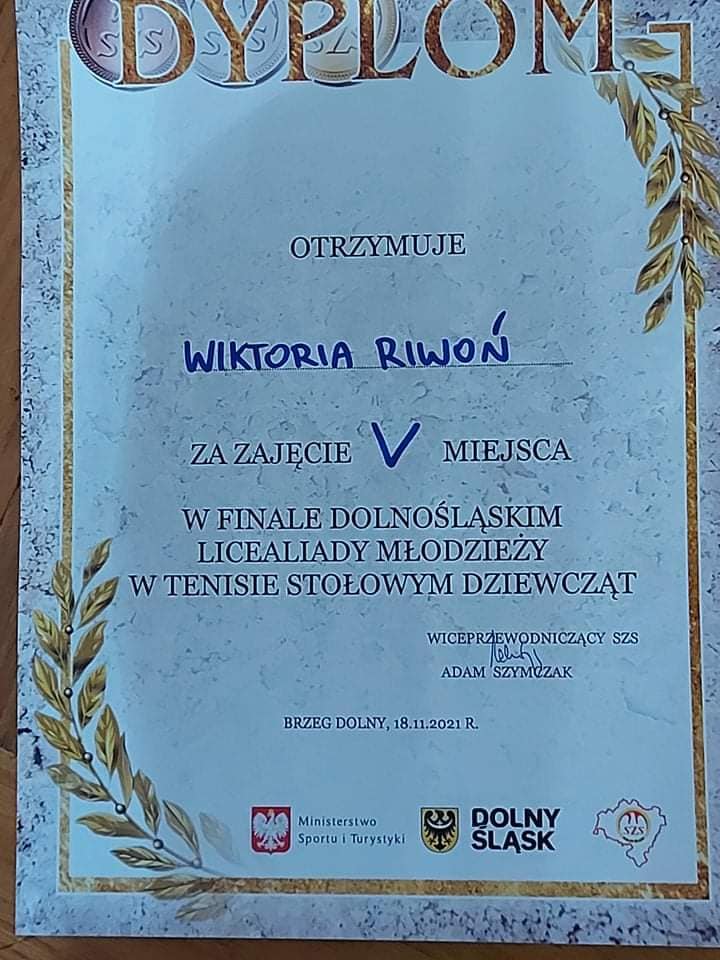 DYPLOM
OTRZYMUJE
WIKTORIA RIWOŃ
ZA ZAJĘCIE V MIEJSCA
W FINALE DOLNOŚLĄSKIM
LICEALIADY MŁODZIEŻY
W TENISIE STOŁOWYM DZIEWCZĄT
WICEPRZEWODNICZĄCY SZS
ADAM SZYMCZAK
BRZEG DOLNY, 18.11.2021 R.
Ministerstwo
Sportu i Turystyki
DOLNY
ŚLĄSK
SZS